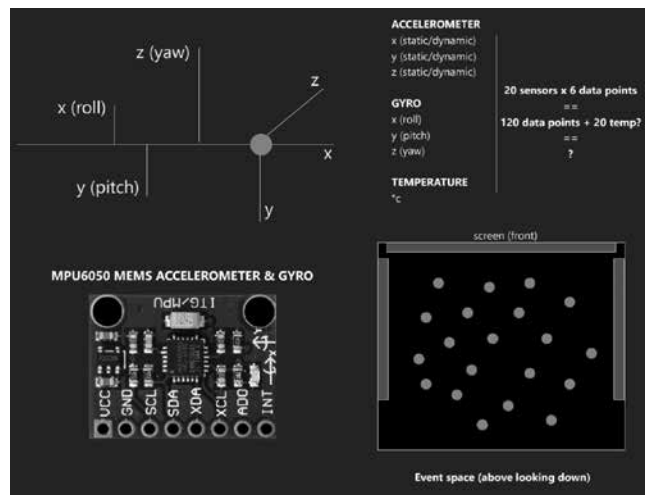 z (yaw)
x (roll)
y (pitch)
z
x
y
ACCELEROMETER
x (static/dynamic)
y (static/dynamic)
z (static/dynamic)
GYRO
x (roll)
y (pitch)
z (yaw)
TEMPERATURE
°c
20 sensors x 6 data points
==
120 data points + 20 temp?
==
?
MPU6050 MEMS ACCELEROMETER & GYRO
ITG/MPU
VCC
GND
SCL
SDA
XDA
XCL
ADO
INT
screen (front)
Event space (above looking down)